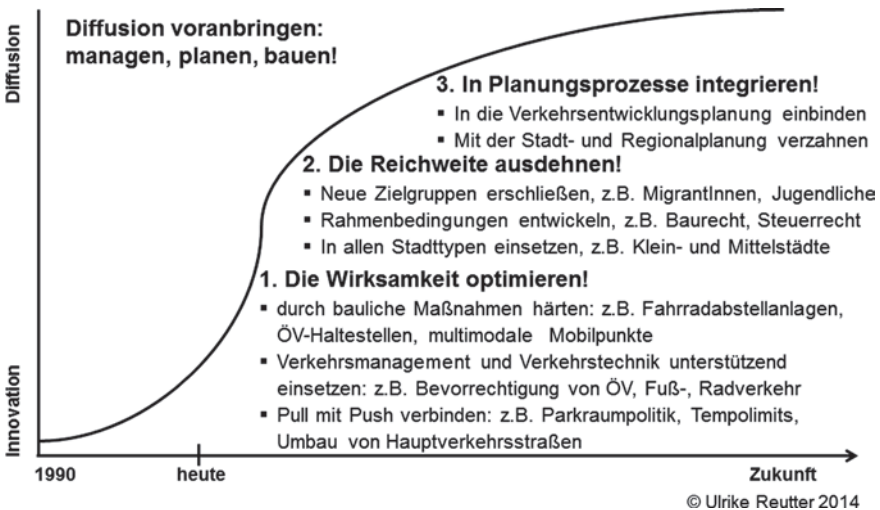 Diffusion voranbringen:
managen, planen, bauen!
Diffusion
3. In Planungsprozesse integrieren!
▪ In die Verkehrsentwicklungsplanung einbinden
▪ Mit der Stadt- und Regionalplanung verzahnen
2. Die Reichweite ausdehnen!
▪ Neue Zielgruppen erschließen, z.B. MigrantInnen, Jugendliche
▪ Rahmenbedingungen entwickeln, z.B. Baurecht, Steuerrecht
▪ In allen Stadttypen einsetzen, z.B. Klein- und Mittelstädte
1. Die Wirksamkeit optimieren!
▪ durch bauliche Maßnahmen härten: z.B. Fahrradabstellanlagen,
ÖV-Haltestellen, multimodale Mobilpunkte
▪ Verkehrsmanagement und Verkehrstechnik unterstützend
einsetzen: z.B. Bevorrechtigung von ÖV, Fuß-, Radverkehr
▪ Pull mit Push verbinden: z.B. Parkraumpolitik, Tempolimits,
Umbau von Hauptverkehrsstraßen
Innovation
1990 heute Zukunft
© Ulrike Reutter 2014